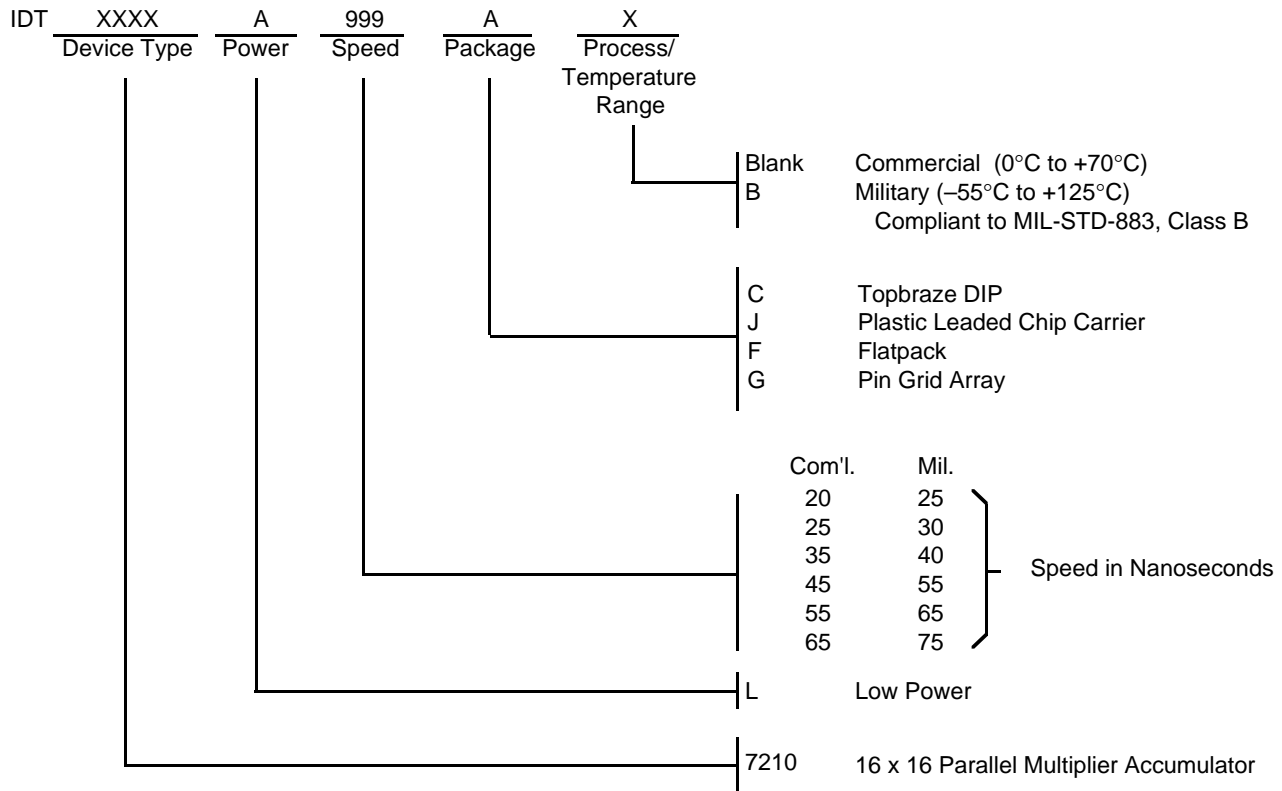 IDT XXXX A 999 A X
Device Type Power Speed Package Process/
Temperature
Range
Blank Commercial (0°C to +70°C)
B Military (–55°C to +125°C)
Compliant to MIL-STD-883, Class B
C Topbraze DIP
J Plastic Leaded Chip Carrier
F Flatpack
G Pin Grid Array
Com'l. Mil.
20 25
25 30
35 40
45 55
55 65
65 75
Speed in Nanoseconds
L Low Power
7210 16 x 16 Parallel Multiplier Accumulator